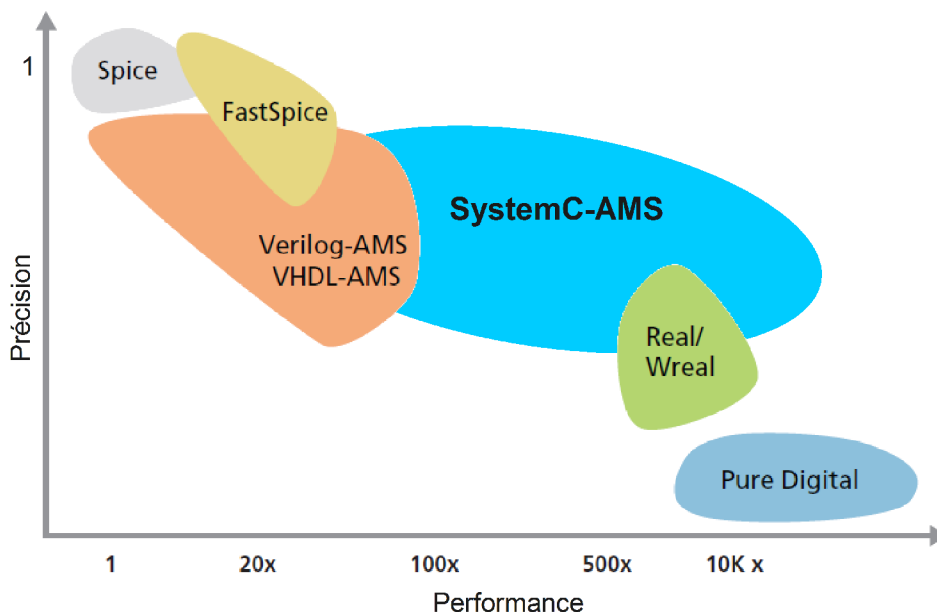 1
Spice
FastSpice
SystemC-AMS
Verilog-AMS
VHDL-AMS
Précision
Real/
Wreal
Pure Digital
1 20x 100x 500x 10K x
Performance